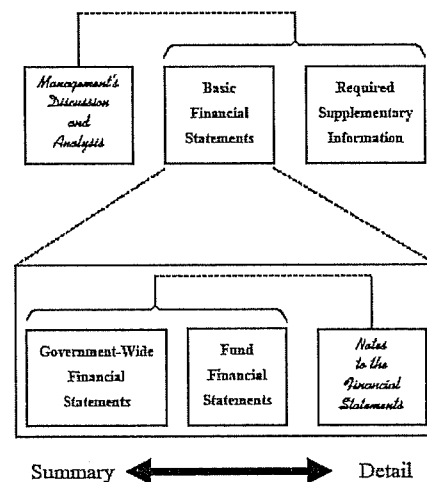 Management's
Discussion
and
Analysis
Basic
Financial
Statements
Required
Supplementary
Information
Government-Wide
Financial
Statements
Fund
Financial
Statements
Notes
to the
Financial
Statements
Summary
Detail